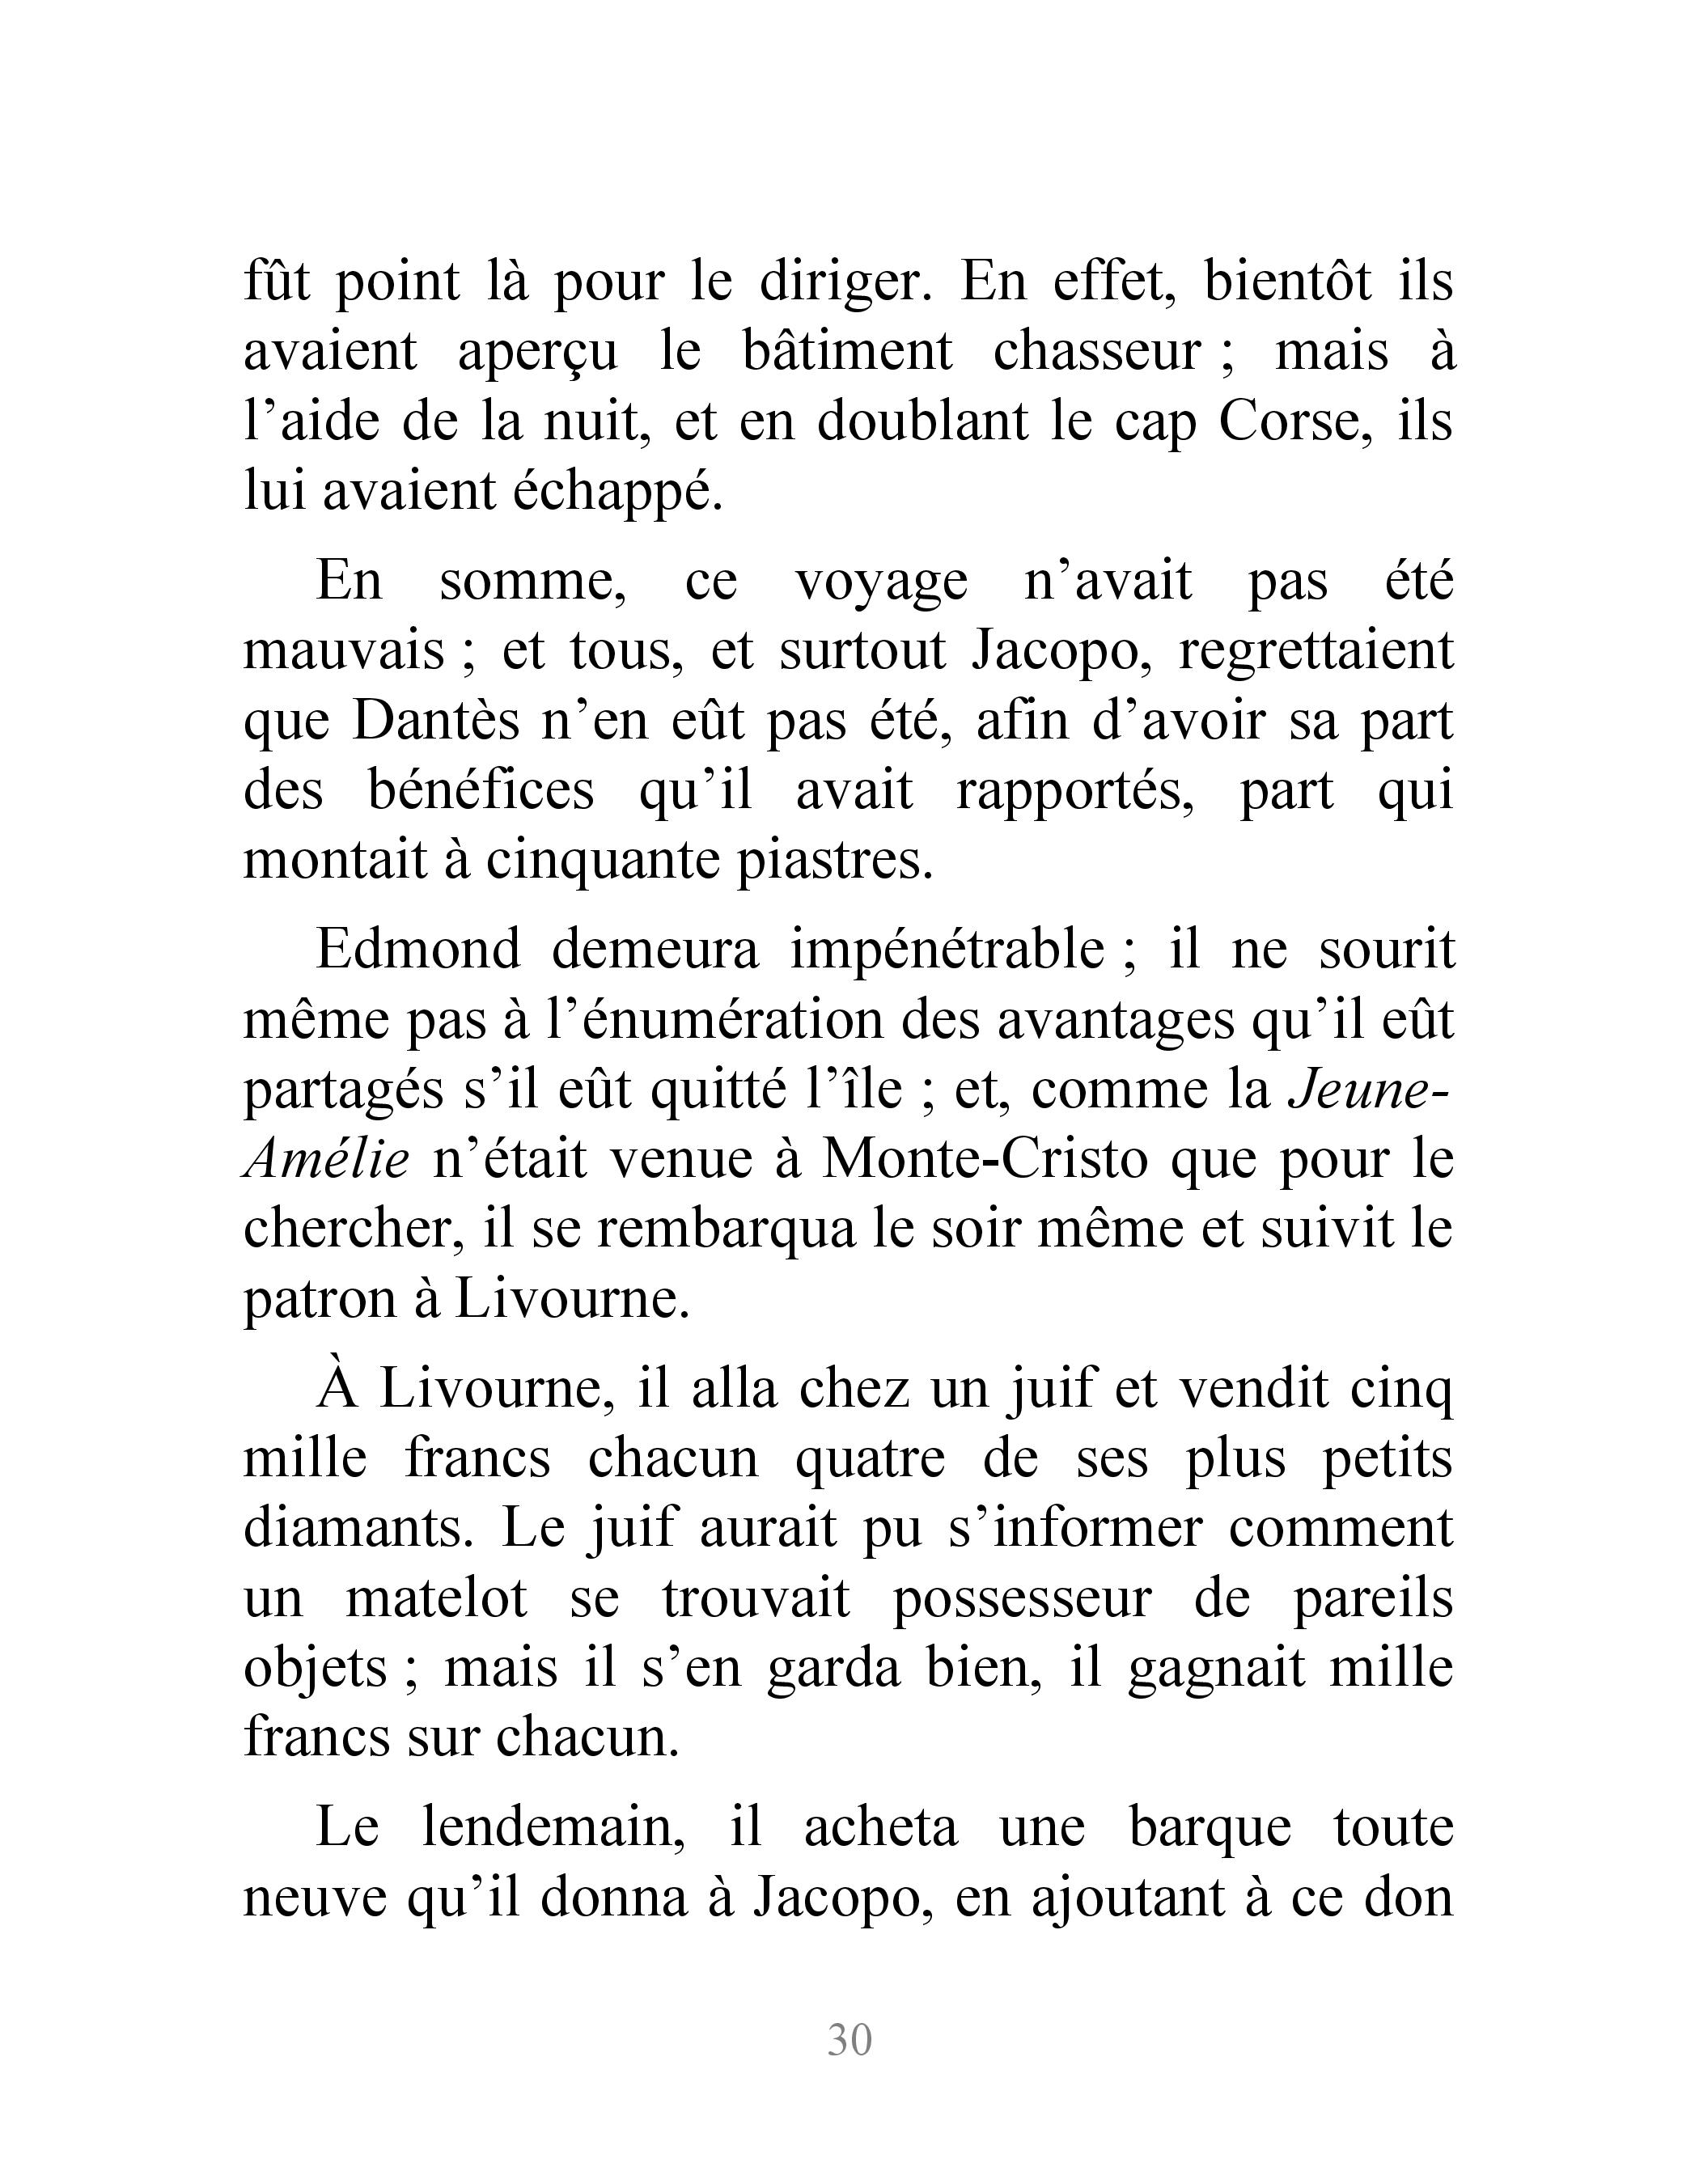 fût point là pour le diriger. En effet, bientôt ils
avaient aperçu le bâtiment chasseur ; mais à
l’aide de la nuit, et en doublant le cap Corse, ils
lui avaient échappé.
En somme, ce voyage n’avait pas été
mauvais ; et tous, et surtout Jacopo, regrettaient
que Dantès n’en eût pas été, afin d’avoir sa part
des bénéfices qu’il avait rapportés, part qui
montait à cinquante piastres.
Edmond demeura impénétrable ; il ne sourit
même pas à l’énumération des avantages qu’il eût
partagés s’il eût quitté l’île ; et, comme la Jeune-
Amélie n’était venue à Monte-Cristo que pour le
chercher, il se rembarqua le soir même et suivit le
patron à Livourne.
À Livourne, il alla chez un juif et vendit cinq
mille francs chacun quatre de ses plus petits
diamants. Le juif aurait pu s’informer comment
un matelot se trouvait possesseur de pareils
objets ; mais il s’en garda bien, il gagnait mille
francs sur chacun.
Le lendemain, il acheta une barque toute
neuve qu’il donna à Jacopo, en ajoutant à ce don
30